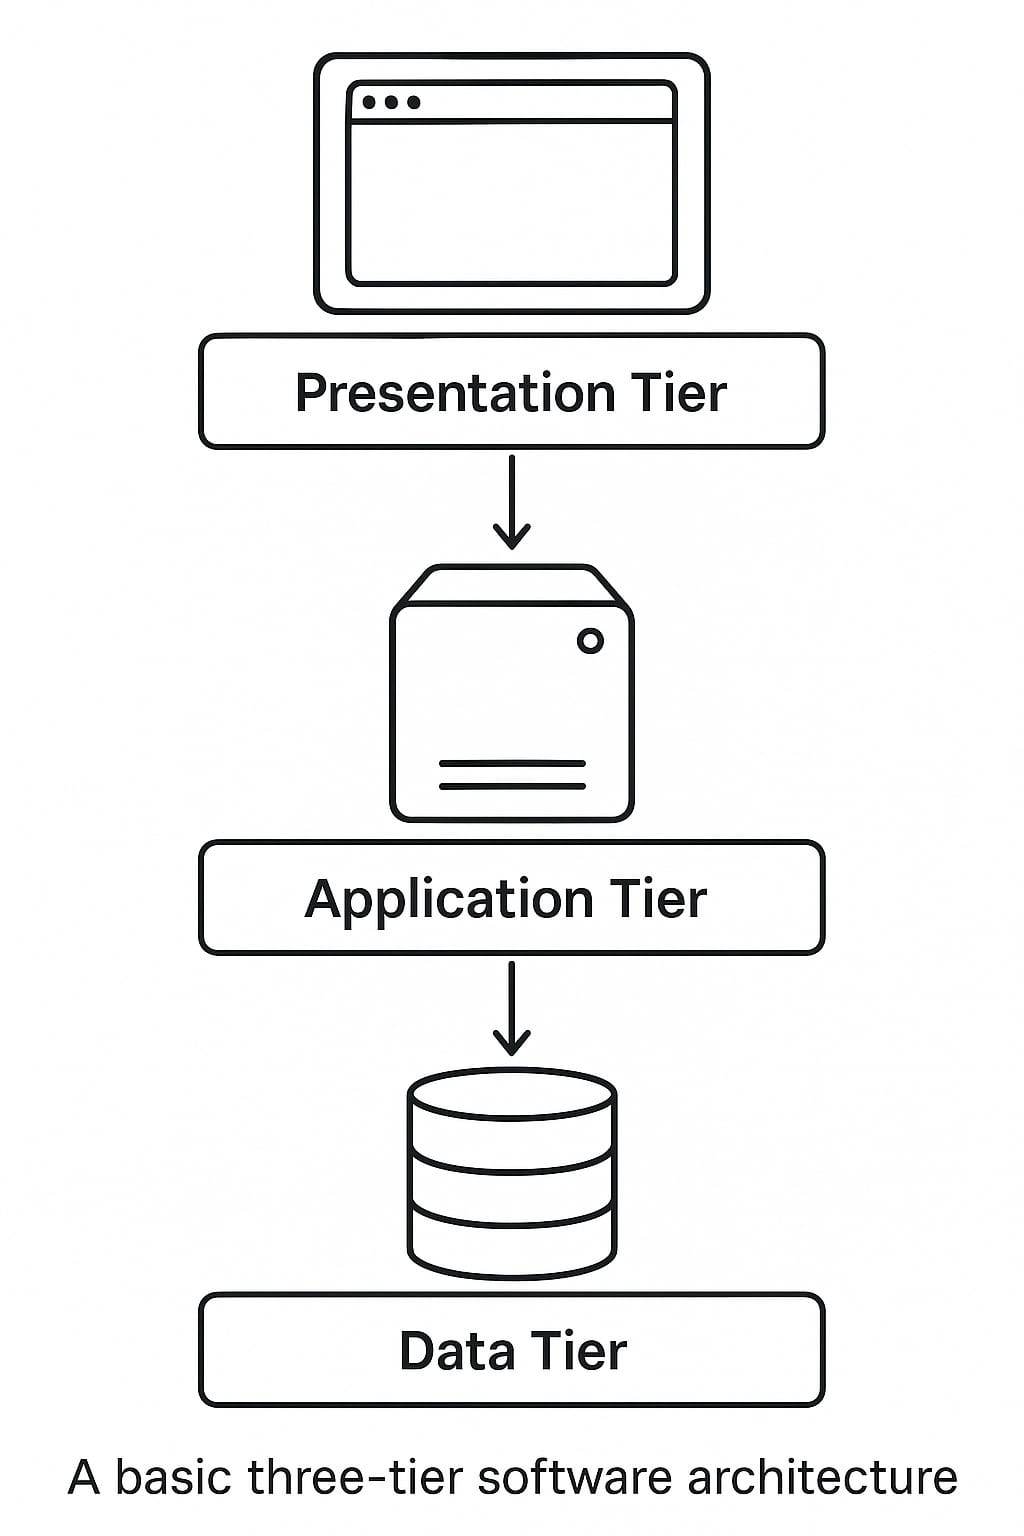 Presentation Tier
Application Tier
Data Tier
A basic three-tier software architecture